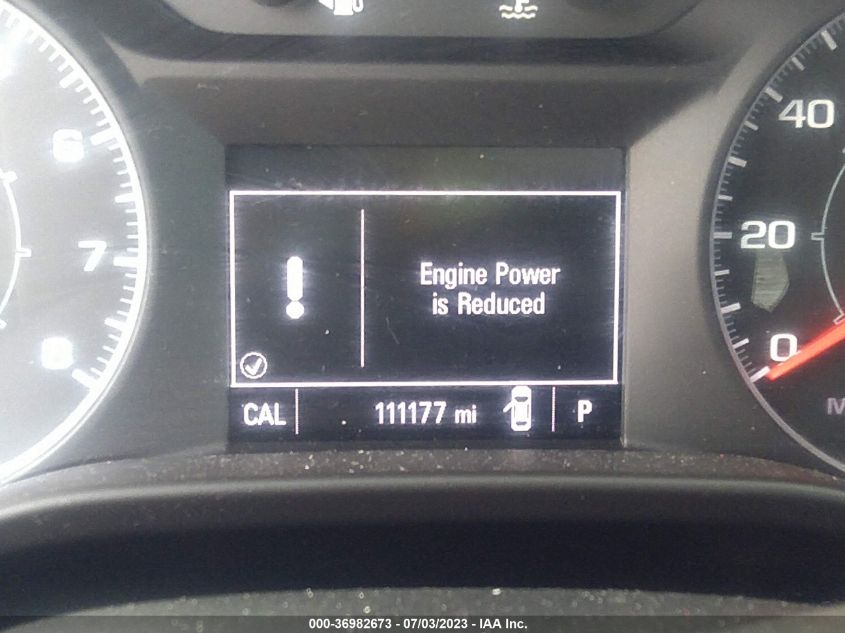 6
7
8
40
20
0
M
Engine Power
is Reduced
CAL
111177 mi
P
000-36982673 - 07/03/2023 - IAA Inc.